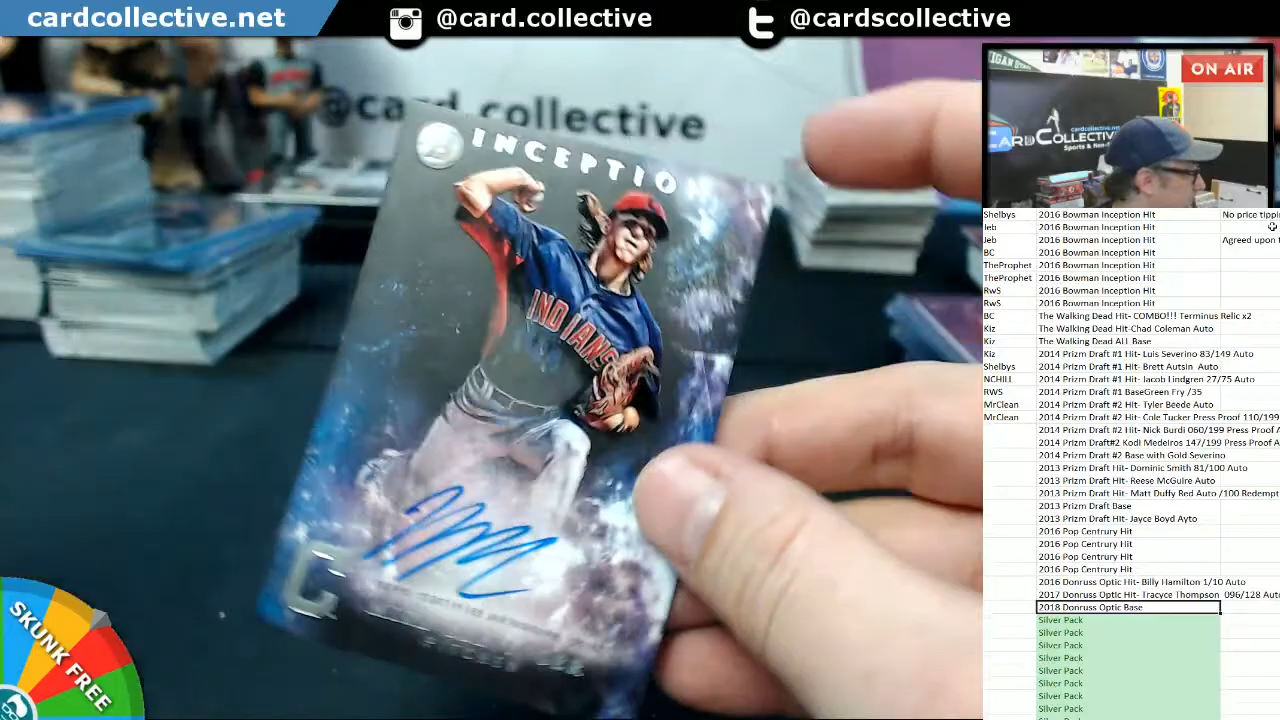 cardcollective.net
@card.collective
@cardscollective
@card.collective
INCEPTIO
INDIANS
SKUNK FREE
IGAN STA
ON AIR
cardcollective.net
CARDCOLLECTIVE
Shelbys 2016 Bowman Inception Hit No price tippi
Jeb 2016 Bowman Inception Hit
Jeb 2016 Bowman Inception Hit Agreed upon t
BC 2016 Bowman Inception Hit
TheProphet 2016 Bowman Inception Hit
TheProphet 2016 Bowman Inception Hit
RwS 2016 Bowman Inception Hit
RwS 2016 Bowman Inception Hit
BC The Walking Dead Hit- COMBO!!! Terminus Relic x2
Kiz The Walking Dead Hit-Chad Coleman Auto
Kiz The Walking Dead ALL Base
Kiz 2014 Prizm Draft #1 Hit- Luis Severino 83/149 Auto
Shelbys 2014 Prizm Draft #1 Hit- Brett Autsin Auto
NCHILL 2014 Prizm Draft #1 Hit- Jacob Lindgren 27/75 Auto
RWS 2014 Prizm Draft #1 BaseGreen Fry /35
MrClean 2014 Prizm Draft #2 Hit- Tyler Beede Auto
MrClean 2014 Prizm Draft #2 Hit- Cole Tucker Press Proof 110/199
2014 Prizm Draft #2 Hit- Nick Burdi 060/199 Press Proof A
2014 Prizm Draft#2 Kodi Medeiros 147/199 Press Proof A
2014 Prizm Draft #2 Base with Gold Severino
2013 Prizm Draft Hit- Dominic Smith 81/100 Auto
2013 Prizm Draft Hit- Reese McGuire Auto
2013 Prizm Draft Hit- Matt Duffy Red Auto /100 Redempt
2013 Prizm Draft Base
2013 Prizm Draft Hit- Jayce Boyd Ayto
2016 Pop Centrury Hit
2016 Pop Centrury Hit
2016 Pop Centrury Hit
2016 Pop Centrury Hit
2016 Donruss Optic Hit- Billy Hamilton 1/10 Auto
2017 Donruss Optic Hit- Tracyce Thompson 096/128 Auto
2018 Donruss Optic Base
Silver Pack
Silver Pack
Silver Pack
Silver Pack
Silver Pack
Silver Pack
Silver Pack
Silver Pack